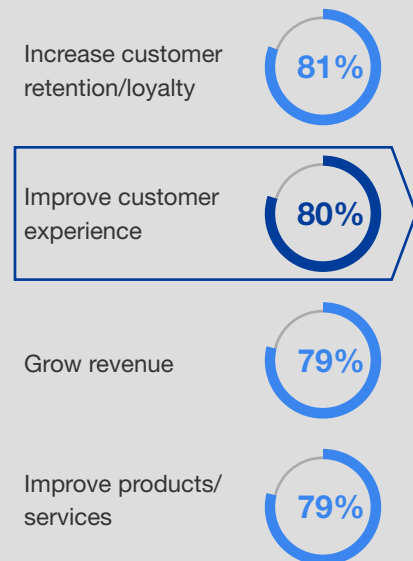 Increase customer
retention/loyalty
81%
Improve customer
experience
80%
Grow revenue
79%
Improve products/
services
79%